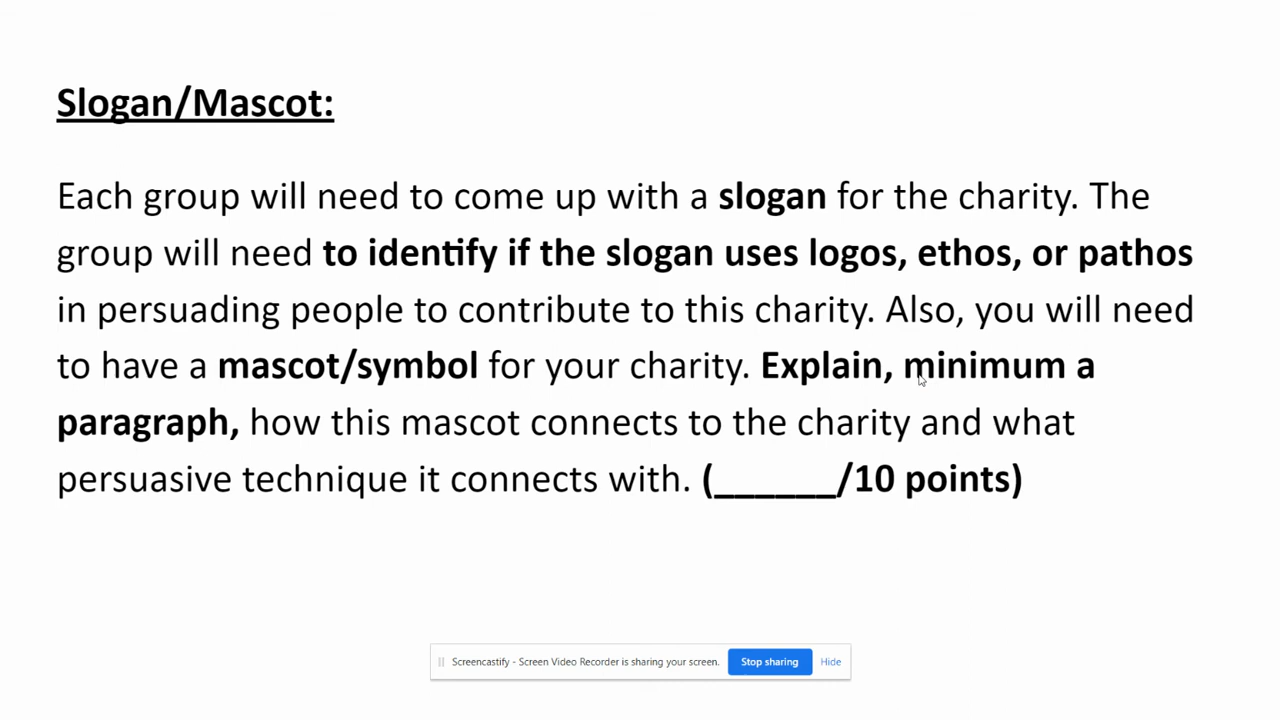 Slogan/Mascot:
Each group will need to come up with a slogan for the charity. The
group will need to identify if the slogan uses logos, ethos, or pathos
in persuading people to contribute to this charity. Also, you will need
to have a mascot/symbol for your charity. Explain, minimum a
paragraph, how this mascot connects to the charity and what
persuasive technique it connects with. (______/10 points)
Screencastify - Screen Video Recorder is sharing your screen. Stop sharing Hide